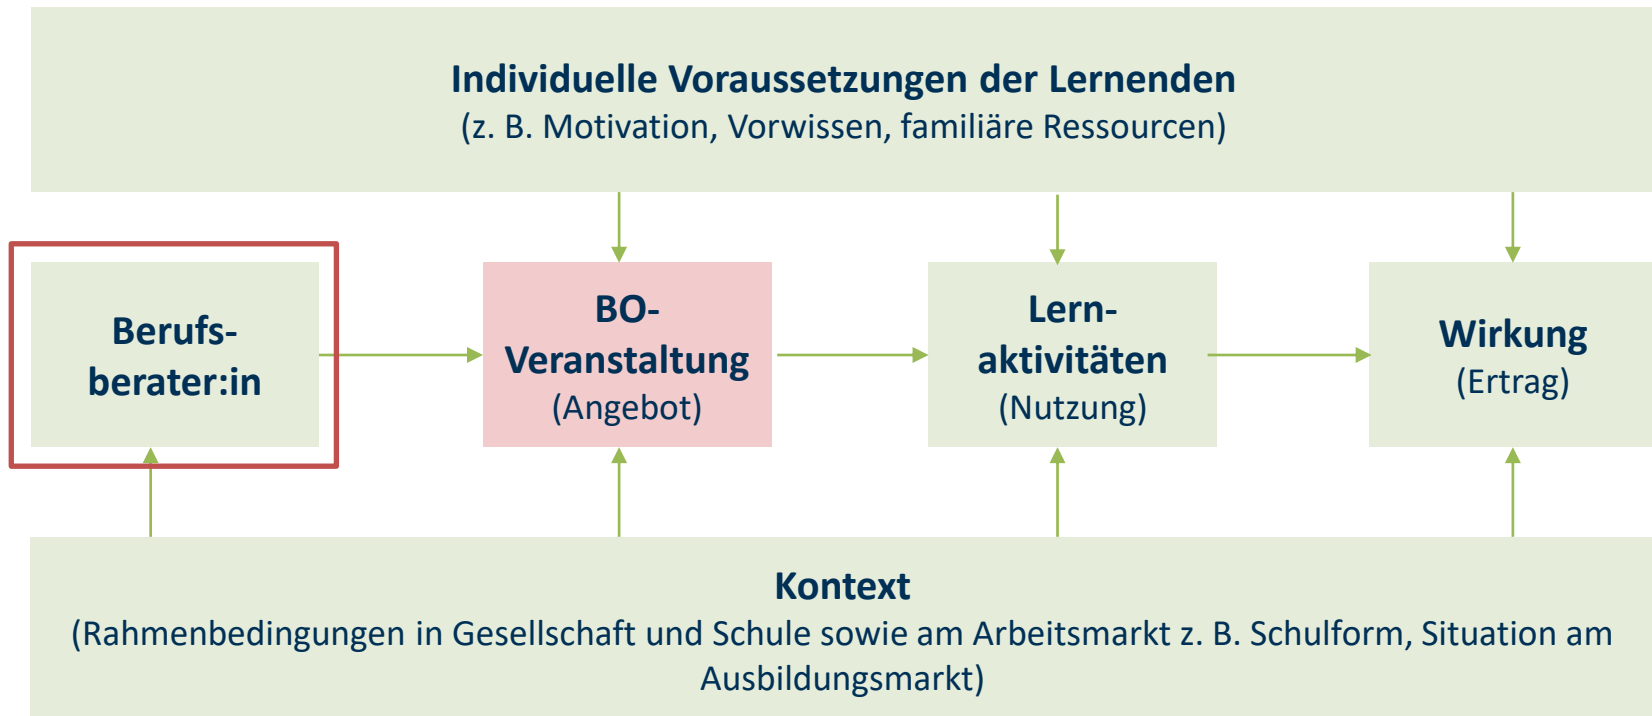 Individuelle Voraussetzungen der Lernenden
(z. B. Motivation, Vorwissen, familiäre Ressourcen)
Berufs-
berater:in
BO-
Veranstaltung
(Angebot)
Lern-
aktivitäten
(Nutzung)
Wirkung
(Ertrag)
Kontext
(Rahmenbedingungen in Gesellschaft und Schule sowie am Arbeitsmarkt z. B. Schulform, Situation am
Ausbildungsmarkt)